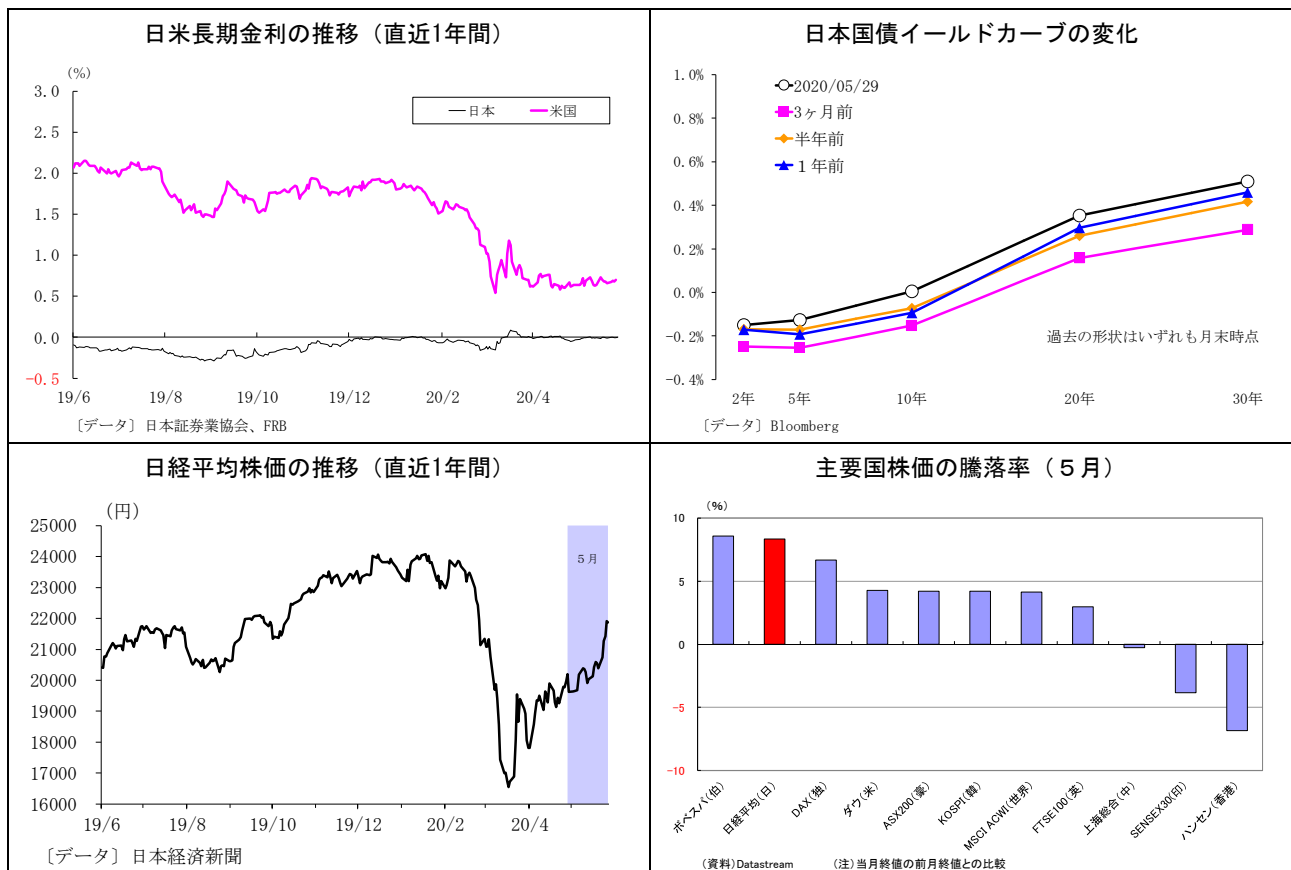 日米長期金利の推移（直近1年間）
(%)
日本 米国
3.0
2.5
2.0
1.5
1.0
0.5
0.0
-0.5
19/6 19/8 19/10 19/12 20/2 20/4
〔データ〕日本証券業協会、FRB
日本国債イールドカーブの変化
2020/05/29
3ヶ月前
半年前
１年前
1.0%
0.8%
0.6%
0.4%
0.2%
0.0%
-0.2%
-0.4%
過去の形状はいずれも月末時点
2年 5年 10年 20年 30年
〔データ〕Bloomberg
日経平均株価の推移（直近1年間）
(円)
５月
25000
24000
23000
22000
21000
20000
19000
18000
17000
16000
19/6 19/8 19/10 19/12 20/2 20/4
〔データ〕日本経済新聞
主要国株価の騰落率（５月）
(%)
10
5
0
-5
-10
ボベスパ(伯) 日経平均(日) DAX(独) ダウ(米) ASX200(豪) KOSPI(韓) MSCI ACWI(世界) FTSE100(英) 上海総合(中) SENSEX30(印) ハンセン(香港)
(資料)Datastream (注)当月終値の前月終値との比較